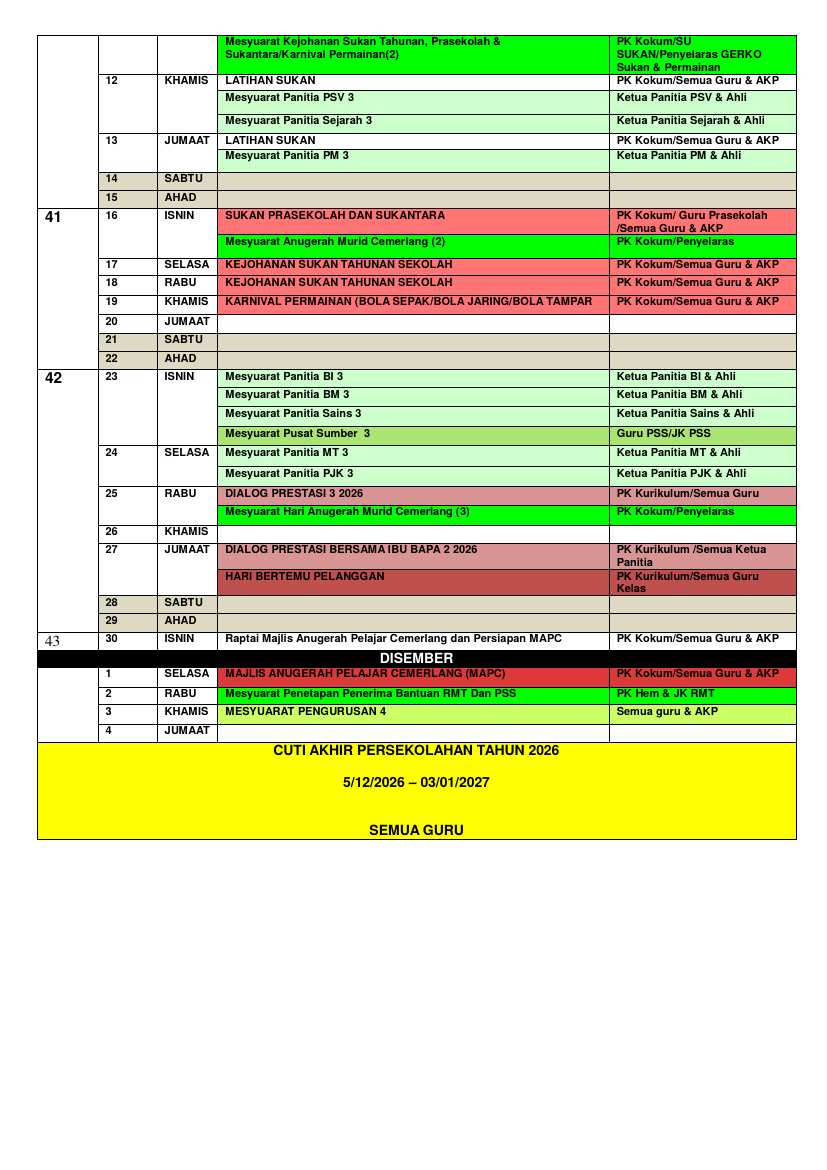 Mesyuarat Kejohanan Sukan Tahunan, Prasekolah & Sukantara/Karnival Permainan(2) PK Kokum/SU SUKAN/Penyelaras GERKO Sukan & Permainan
12 KHAMIS LATIHAN SUKAN PK Kokum/Semua Guru & AKP
Mesyuarat Panitia PSV 3 Ketua Panitia PSV & Ahli
Mesyuarat Panitia Sejarah 3 Ketua Panitia Sejarah & Ahli
13 JUMAAT LATIHAN SUKAN PK Kokum/Semua Guru & AKP
Mesyuarat Panitia PM 3 Ketua Panitia PM & Ahli
14 SABTU
15 AHAD
41 16 ISNIN SUKAN PRASEKOLAH DAN SUKANTARA PK Kokum/ Guru Prasekolah /Semua Guru & AKP
Mesyuarat Anugerah Murid Cemerlang (2) PK Kokum/Penyelaras
17 SELASA KEJOHANAN SUKAN TAHUNAN SEKOLAH PK Kokum/Semua Guru & AKP
18 RABU KEJOHANAN SUKAN TAHUNAN SEKOLAH PK Kokum/Semua Guru & AKP
19 KHAMIS KARNIVAL PERMAINAN (BOLA SEPAK/BOLA JARING/BOLA TAMPAR PK Kokum/Semua Guru & AKP
20 JUMAAT
21 SABTU
22 AHAD
42 23 ISNIN Mesyuarat Panitia BI 3 Ketua Panitia BI & Ahli
Mesyuarat Panitia BM 3 Ketua Panitia BM & Ahli
Mesyuarat Panitia Sains 3 Ketua Panitia Sains & Ahli
Mesyuarat Pusat Sumber 3 Guru PSS/JK PSS
24 SELASA Mesyuarat Panitia MT 3 Ketua Panitia MT & Ahli
Mesyuarat Panitia PJK 3 Ketua Panitia PJK & Ahli
25 RABU DIALOG PRESTASI 3 2026 PK Kurikulum/Semua Guru
Mesyuarat Hari Anugerah Murid Cemerlang (3) PK Kokum/Penyelaras
26 KHAMIS
27 JUMAAT DIALOG PRESTASI BERSAMA IBU BAPA 2 2026 PK Kurikulum /Semua Ketua Panitia
HARI BERTEMU PELANGGAN PK Kurikulum/Semua Guru Kelas
28 SABTU
29 AHAD
43 30 ISNIN Raptai Majlis Anugerah Pelajar Cemerlang dan Persiapan MAPC PK Kokum/Semua Guru & AKP
DISEMBER
1 SELASA MAJLIS ANUGERAH PELAJAR CEMERLANG (MAPC) PK Kokum/Semua Guru & AKP
2 RABU Mesyuarat Penetapan Penerima Bantuan RMT Dan PSS PK Hem & JK RMT
3 KHAMIS MESYUARAT PENGURUSAN 4 Semua guru & AKP
4 JUMAAT
CUTI AKHIR PERSEKOLAHAN TAHUN 2026
5/12/2026 – 03/01/2027
SEMUA GURU